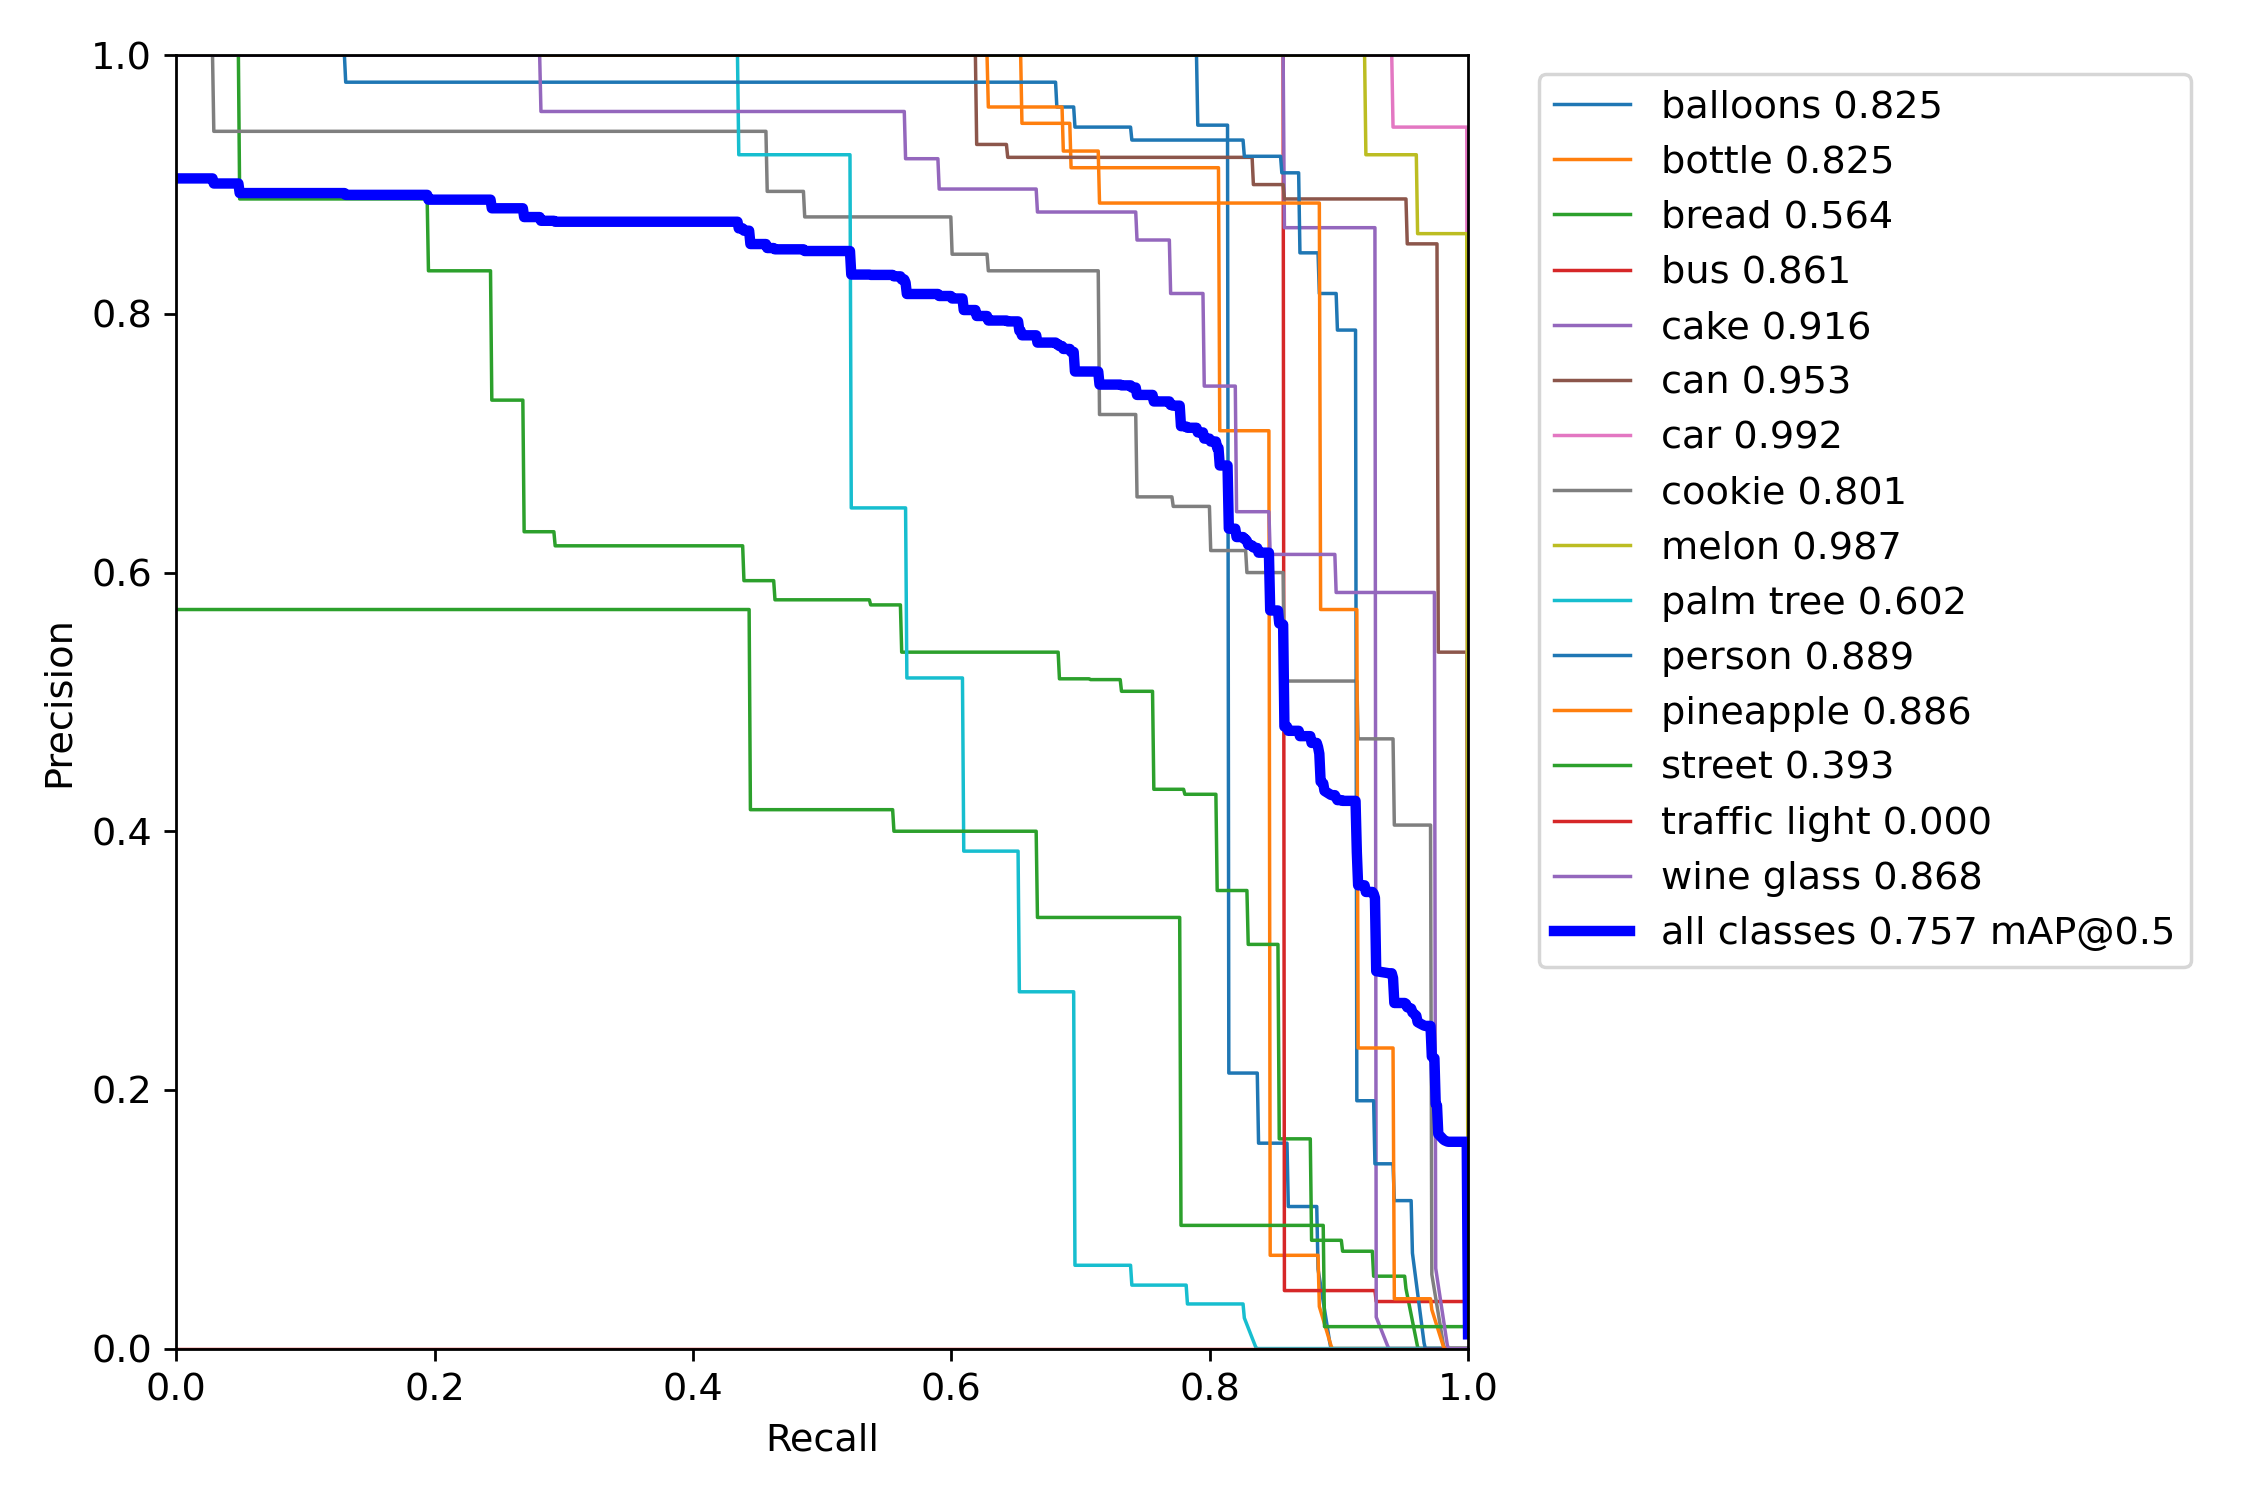 1.0
0.8
0.6
0.4
0.2
0.0
0.0 0.2 0.4 0.6 0.8 1.0
Precision
Recall
balloons 0.825
bottle 0.825
bread 0.564
bus 0.861
cake 0.916
can 0.953
car 0.992
cookie 0.801
melon 0.987
palm tree 0.602
person 0.889
pineapple 0.886
street 0.393
traffic light 0.000
wine glass 0.868
all classes 0.757 mAP@0.5